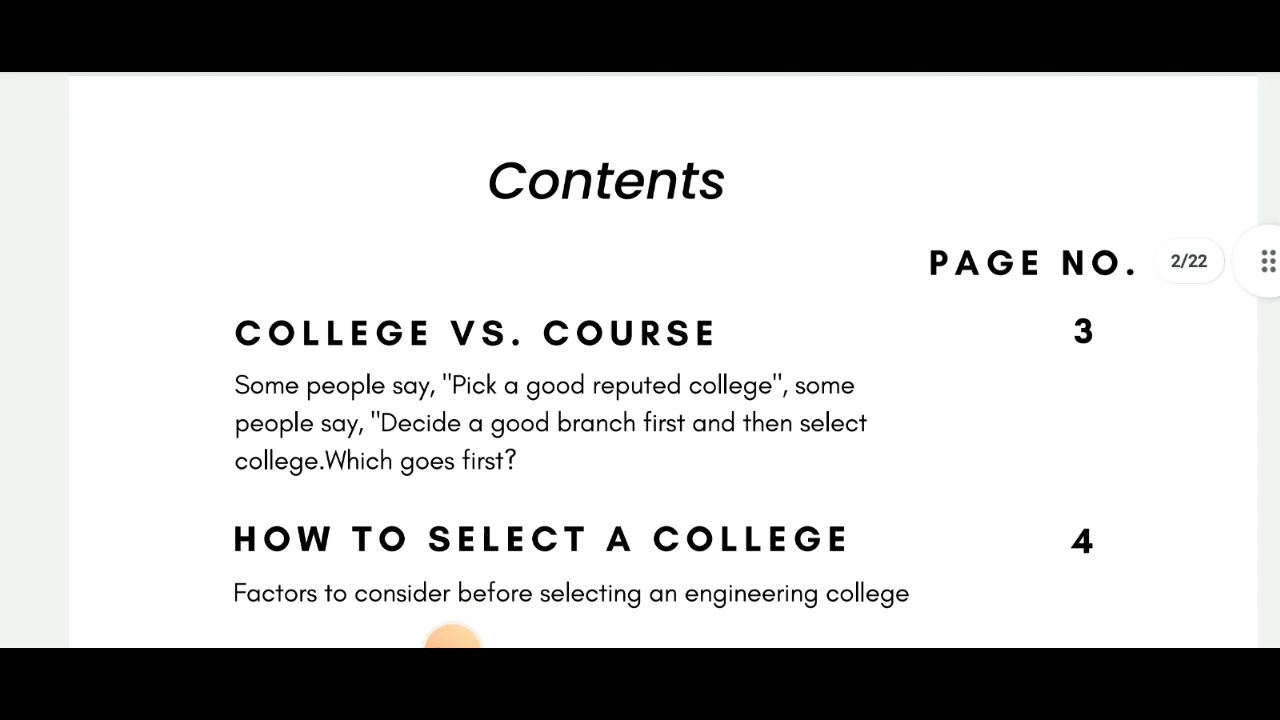 Contents
PAGE NO.
2/22
COLLEGE VS. COURSE 3
Some people say, "Pick a good reputed college", some
people say, "Decide a good branch first and then select
college.Which goes first?
HOW TO SELECT A COLLEGE 4
Factors to consider before selecting an engineering college